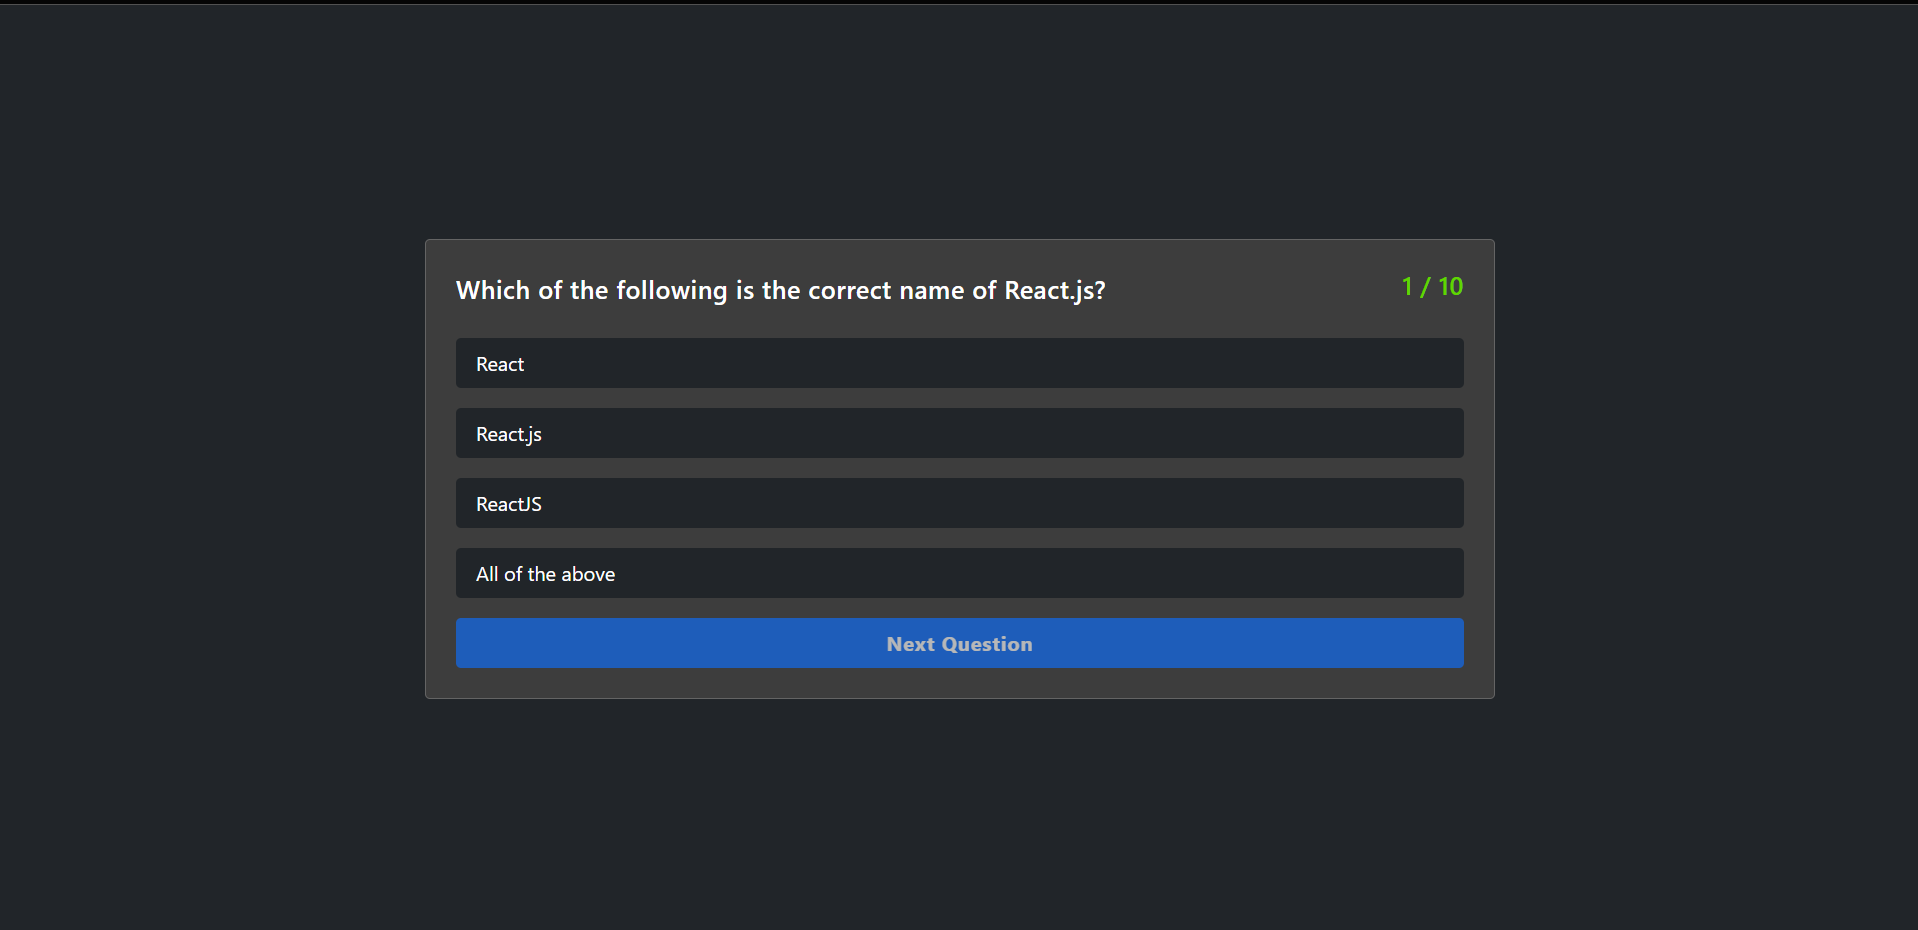 Which of the following is the correct name of React.js?
1 / 10
React
React.js
ReactJS
All of the above
Next Question